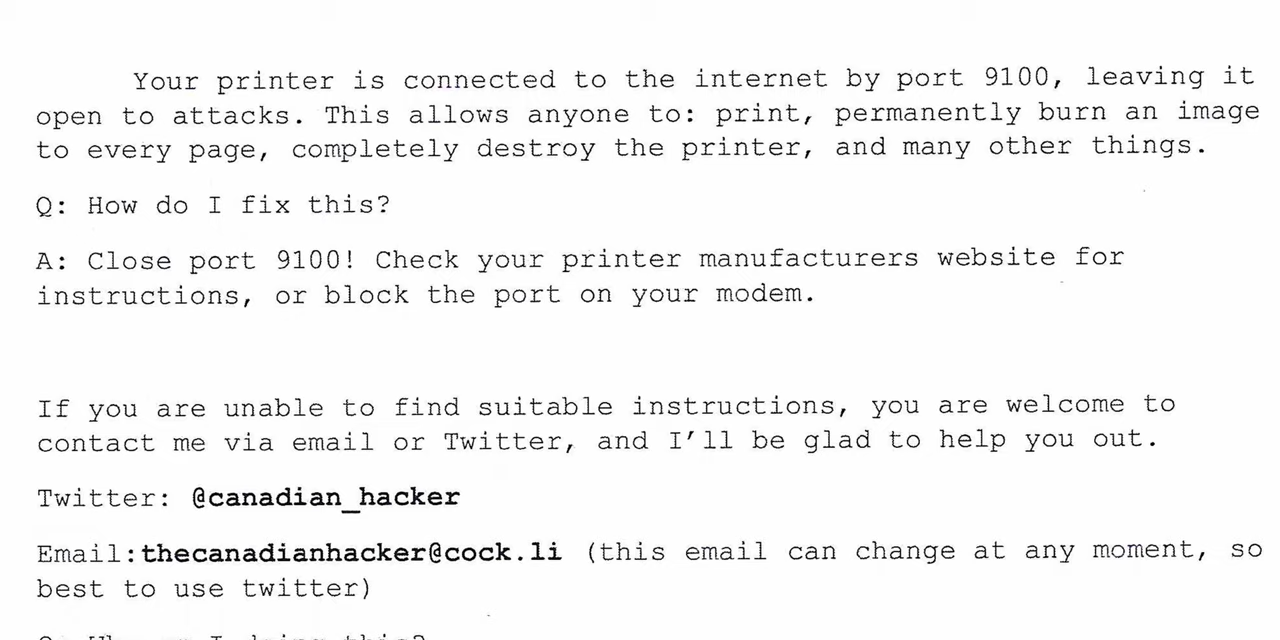 Your printer is connected to the internet by port 9100, leaving it
open to attacks. This allows anyone to: print, permanently burn an image
to every page, completely destroy the printer, and many other things.
Q: How do I fix this?
A: Close port 9100! Check your printer manufacturers website for
instructions, or block the port on your modem.
If you are unable to find suitable instructions, you are welcome to
contact me via email or Twitter, and I'll be glad to help you out.
Twitter: @canadian_hacker
Email:thecanadianhacker@cock.li (this email can change at any moment, so
best to use twitter)